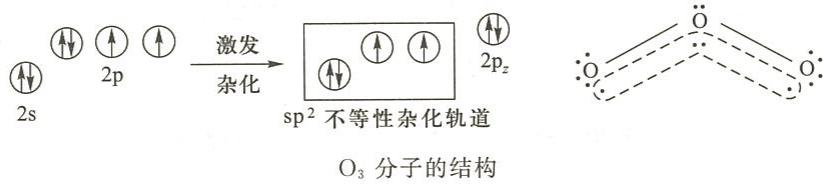 激发
杂化
2s
2p
2p_z
sp² 不等性杂化轨道
O
O
O
O₃ 分子的结构